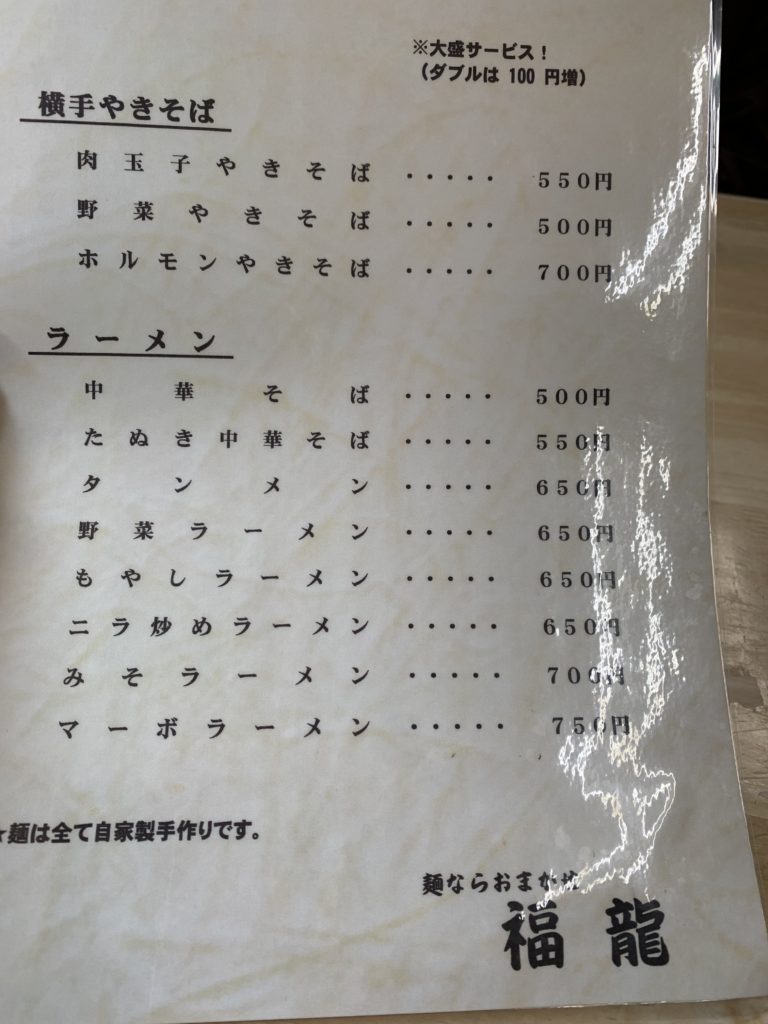 ※大盛サービス！
（ダブルは 100 円増）
横手やきそば
肉玉子やきそば ・・・・・ ５５０円
野菜やきそば ・・・・・ ５００円
ホルモンやきそば ・・・・・ ７００円
ラーメン
中華そば ・・・・・ ５００円
たぬき中華そば ・・・・・ ５５０円
タンメン ・・・・・ ６５０円
野菜ラーメン ・・・・・ ６５０円
もやしラーメン ・・・・・ ６５０円
ニラ炒めラーメン ・・・・・ ６５０円
みそラーメン ・・・・・ ７００円
マーボラーメン ・・・・・ ７５０円
★麺は全て自家製手作りです。
麺ならおまか
福龍